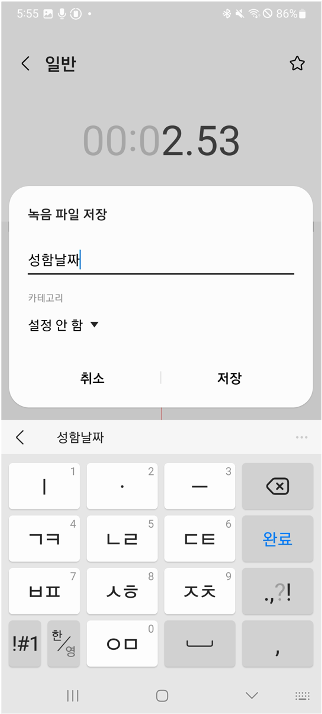 5:55
86%
일반
00:02.53
녹음 파일 저장
성함날짜
카테고리
설정 안 함
취소
저장
성함날짜
ㅣ 1
· 2
ㅡ 3
ㄱㅋ 4
ㄴㄹ 5
ㄷㅌ 6
완료
ㅂㅍ 7
ㅅㅎ 8
ㅈㅊ 9
.,?!
!#1
한/영
ㅇㅁ 0
,